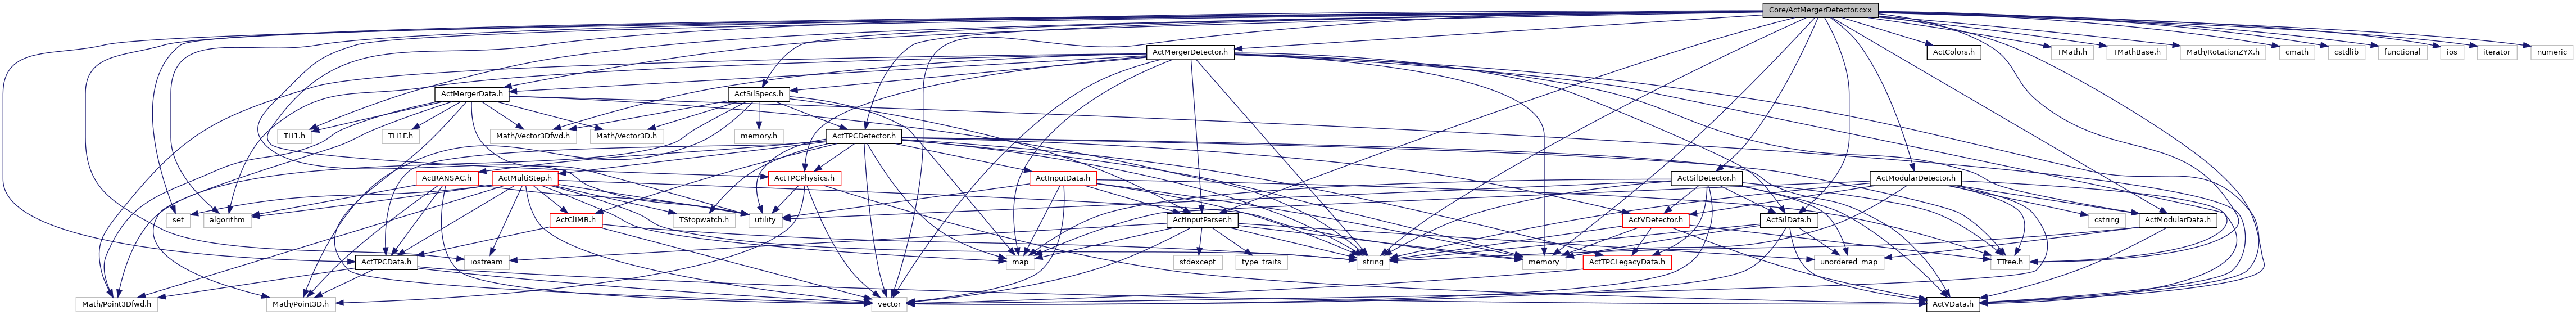 Core/ActMergerDetector.cxx
ActMergerDetector.h
ActColors.h
TMath.h
TMathBase.h
Math/RotationZYX.h
cmath
cstdlib
functional
ios
iterator
numeric
ActMergerData.h
ActSilSpecs.h
TH1.h
TH1F.h
Math/Vector3Dfwd.h
Math/Vector3D.h
memory.h
ActTPCDetector.h
ActRANSAC.h
ActMultiStep.h
ActTPCPhysics.h
ActInputData.h
ActSilDetector.h
ActModularDetector.h
set
algorithm
ActCliMB.h
TStopwatch.h
utility
ActInputParser.h
ActVDetector.h
ActSilData.h
cstring
ActModularData.h
ActTPCData.h
iostream
map
stdexcept
type_traits
string
memory
ActTPCLegacyData.h
unordered_map
TTree.h
Math/Point3Dfwd.h
Math/Point3D.h
vector
ActVData.h